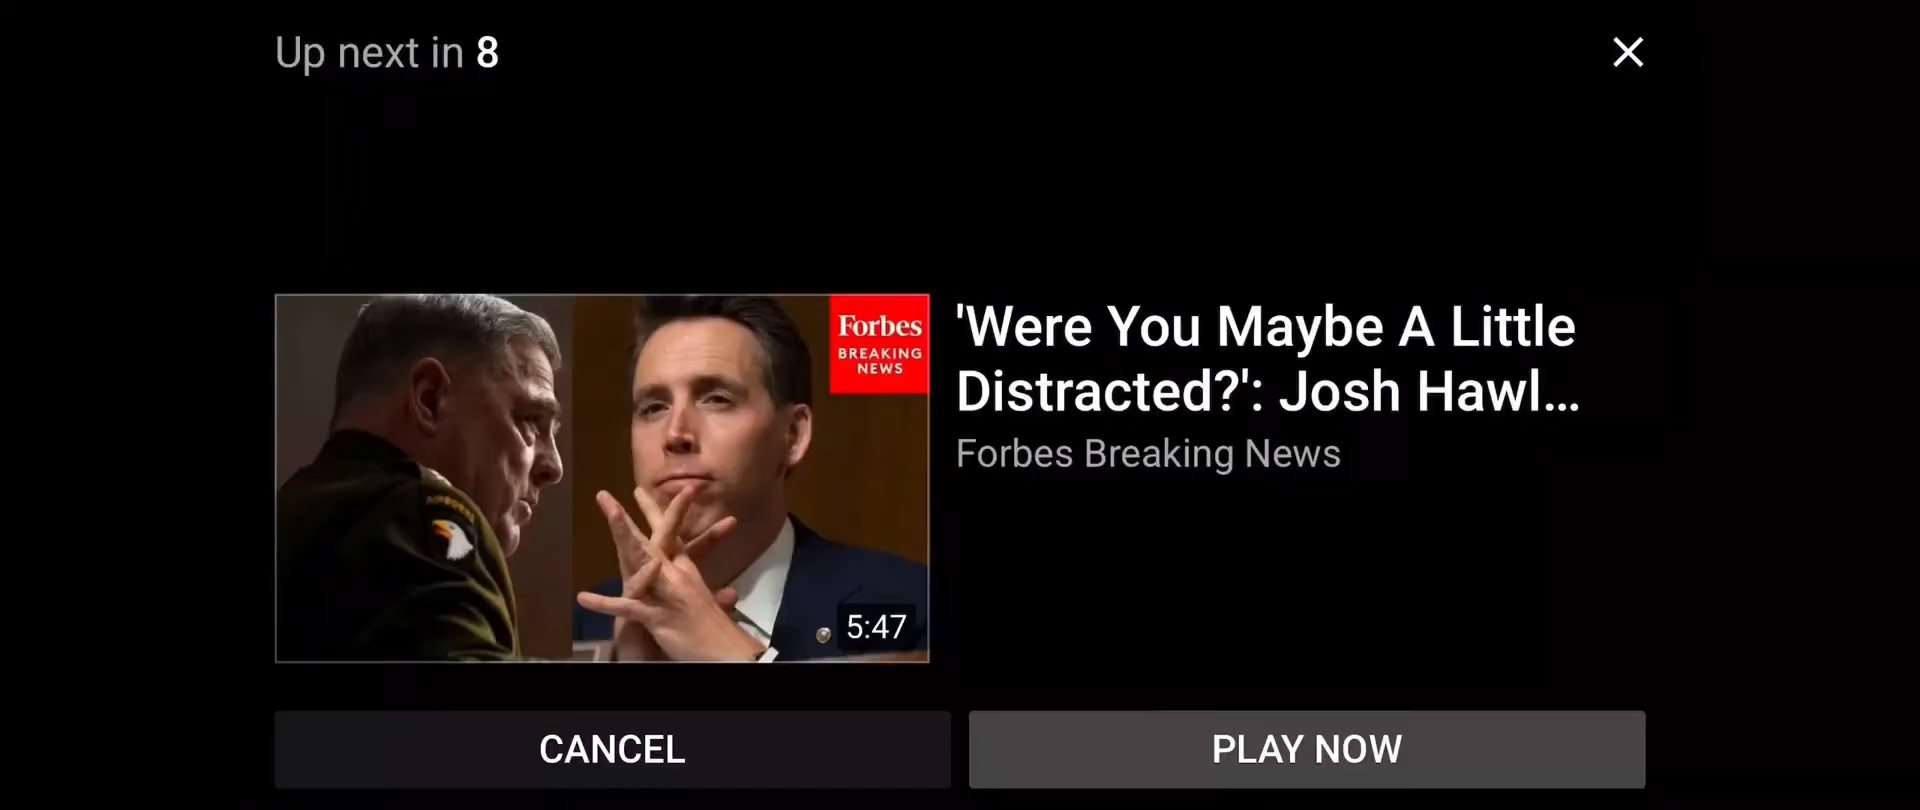 Up next in 8
Forbes
BREAKING
NEWS
AIRBORNE
5:47
'Were You Maybe A Little
Distracted?': Josh Hawl...
Forbes Breaking News
CANCEL
PLAY NOW